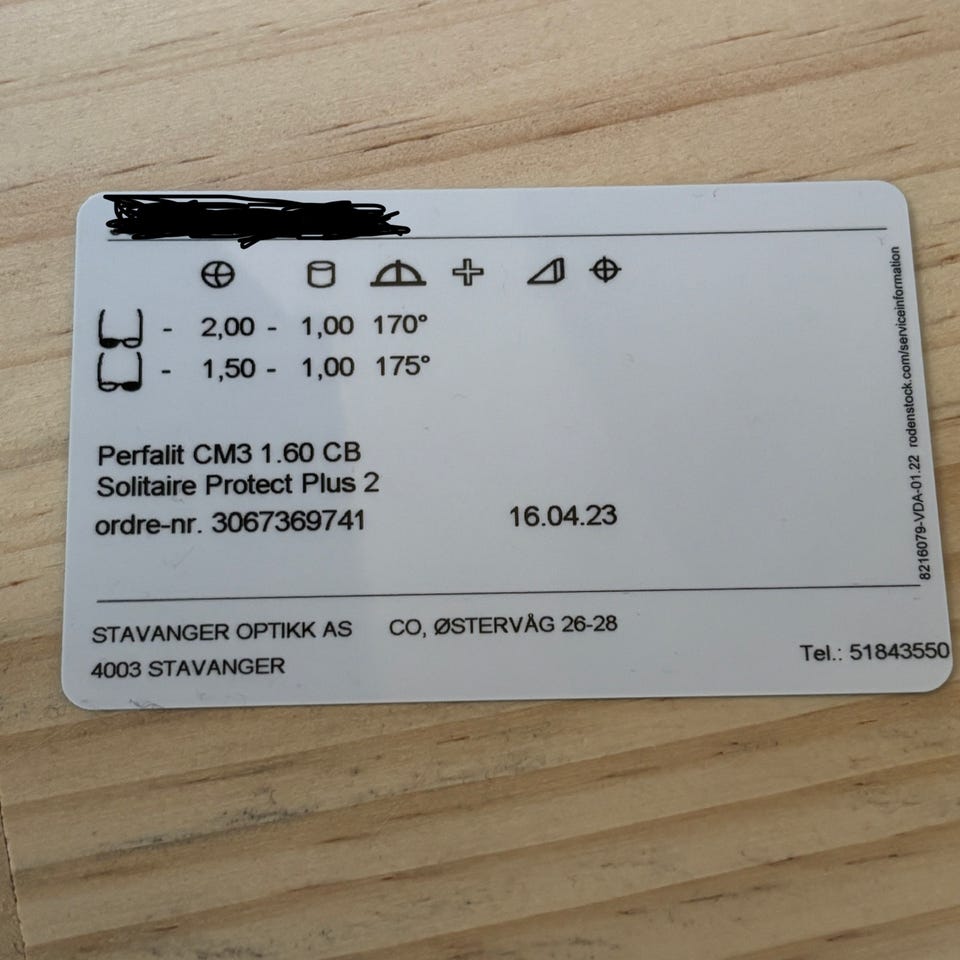 - 2,00 - 1,00 170°
- 1,50 - 1,00 175°
Perfalit CM3 1.60 CB
Solitaire Protect Plus 2
ordre-nr. 3067369741 16.04.23
STAVANGER OPTIKK AS CO, ØSTERVÅG 26-28
4003 STAVANGER Tel.: 51843550
8216079-VDA-01.22 rodenstock.com/serviceinformation